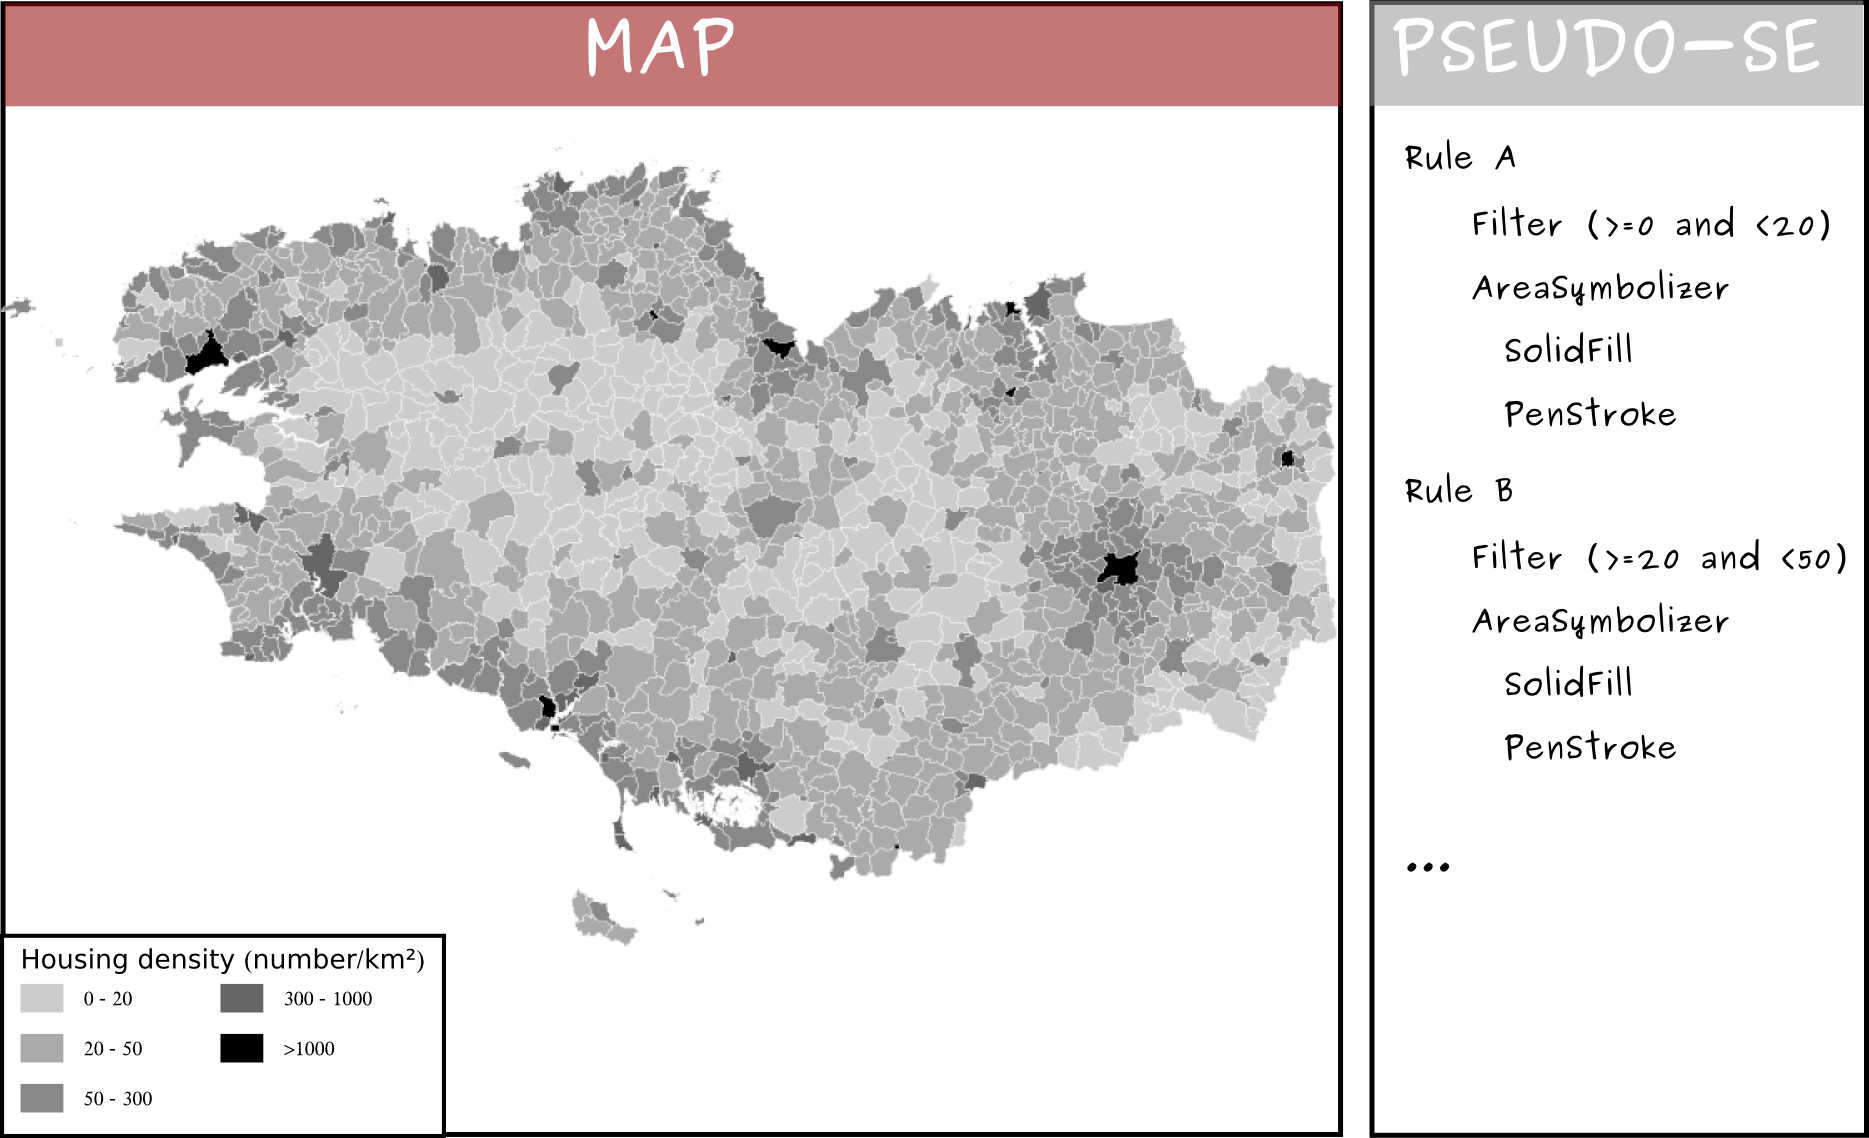 MAP
Housing density (number/km²)
0 - 20
20 - 50
50 - 300
300 - 1000
>1000
PSEUDO-SE
Rule A
Filter (>=0 and <20)
AreaSymbolizer
SolidFill
PenStroke
Rule B
Filter (>=20 and <50)
AreaSymbolizer
SolidFill
PenStroke
...